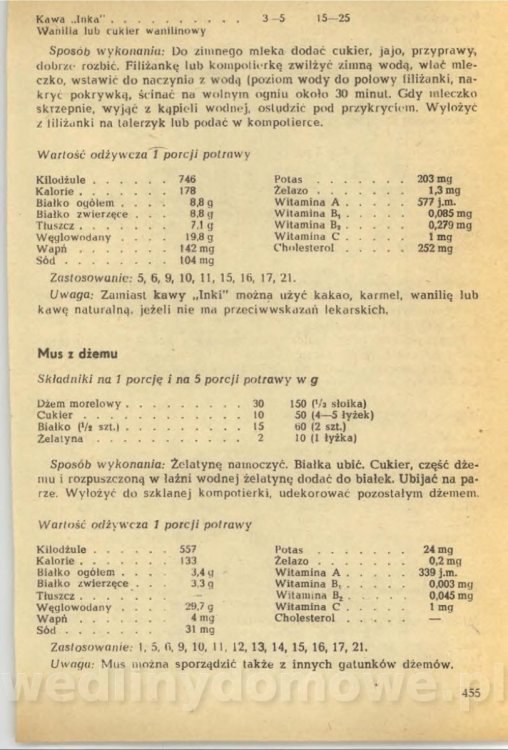 Kawa „Inka" . . . . . . . . . . 3—5 15—25
Wanilia lub cukier wanilinowy
Sposób wykonania: Do zimnego mleka dodać cukier, jajo, przyprawy,
dobrze rozbić. Filiżankę lub kompotierkę zwilżyć zimną wodą, wlać mle-
czko, wstawić do naczynia z wodą (poziom wody do połowy filiżanki, na-
kryć pokrywką, ścinać na wolnym ogniu około 30 minut. Gdy mleczko
skrzepnie, wyjąć z kąpieli wodnej, ostudzić pod przykryciem. Wyłożyć
z filiżanki na talerzyk lub podać w kompotierce.
Wartość odżywcza 1 porcji potrawy
Kilodżule . . . . . . 746 Potas . . . . . . . 203 mg
Kalorie . . . . . . . 178 Żelazo . . . . . . . 1,3 mg
Białko ogółem . . . . 8,8 g Witamina A . . . . . 577 j.m.
Białko zwierzęce . . . 8,8 g Witamina B₁ . . . . . 0,085 mg
Tłuszcz . . . . . . . 7,1 g Witamina B₂ . . . . . 0,279 mg
Węglowodany . . . . 19,8 g Witamina C . . . . . 1 mg
Wapń . . . . . . . 142 mg Cholesterol . . . . . 252 mg
Sód . . . . . . . . 104 mg
Zastosowanie: 5, 6, 9, 10, 11, 15, 16, 17, 21.
Uwaga: Zamiast kawy „Inki" można użyć kakao, karmel, wanilię lub
kawę naturalną, jeżeli nie ma przeciwwskazań lekarskich.
Mus z dżemu
Składniki na 1 porcję i na 5 porcji potrawy w g
Dżem morelowy . . . . . . . . . 30 150 (¹/₃ słoika)
Cukier . . . . . . . . . . . . 10 50 (4—5 łyżek)
Białko (¹/₂ szt.) . . . . . . . . . 15 60 (2 szt.)
Żelatyna . . . . . . . . . . . 2 10 (1 łyżka)
Sposób wykonania: Żelatynę namoczyć. Białka ubić. Cukier, część dże-
mu i rozpuszczoną w łaźni wodnej żelatynę dodać do białek. Ubijać na pa-
rze. Wyłożyć do szklanej kompotierki, udekorować pozostałym dżemem.
Wartość odżywcza 1 porcji potrawy
Kilodżule . . . . . . 557 Potas . . . . . . . 24 mg
Kalorie . . . . . . . 133 Żelazo . . . . . . . 0,2 mg
Białko ogółem . . . . 3,4 g Witamina A . . . . . 339 j.m.
Białko zwierzęce . . . 3,3 g Witamina B₁ . . . . . 0,003 mg
Tłuszcz . . . . . . . — Witamina B₂ . . . . . 0,045 mg
Węglowodany . . . . 29,7 g Witamina C . . . . . 1 mg
Wapń . . . . . . . 4 mg Cholesterol . . . . . —
Sód . . . . . . . . 31 mg
Zastosowanie: 1, 5, 6, 9, 10, 11, 12, 13, 14, 15, 16, 17, 21.
Uwaga: Mus można sporządzić także z innych gatunków dżemów.
wedlinydomowe.pl
455